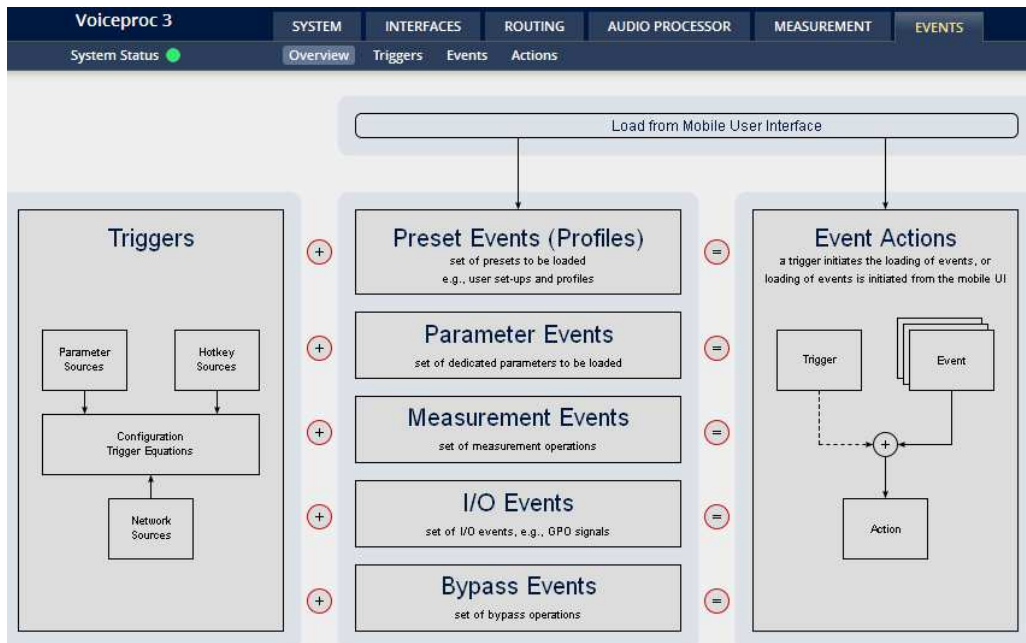 Voiceproc 3
SYSTEM
INTERFACES
ROUTING
AUDIO PROCESSOR
MEASUREMENT
EVENTS
System Status
Overview
Triggers
Events
Actions
Load from Mobile User Interface
Triggers
Parameter
Sources
Hotkey
Sources
Configuration
Trigger Equations
Network
Sources
+
+
+
+
+
Preset Events (Profiles)
set of presets to be loaded
e.g., user set-ups and profiles
Parameter Events
set of dedicated parameters to be loaded
Measurement Events
set of measurement operations
I/O Events
set of I/O events, e.g., GPO signals
Bypass Events
set of bypass operations
=
=
=
=
=
Event Actions
a trigger initiates the loading of events, or
loading of events is initiated from the mobile UI
Trigger
Event
+
Action